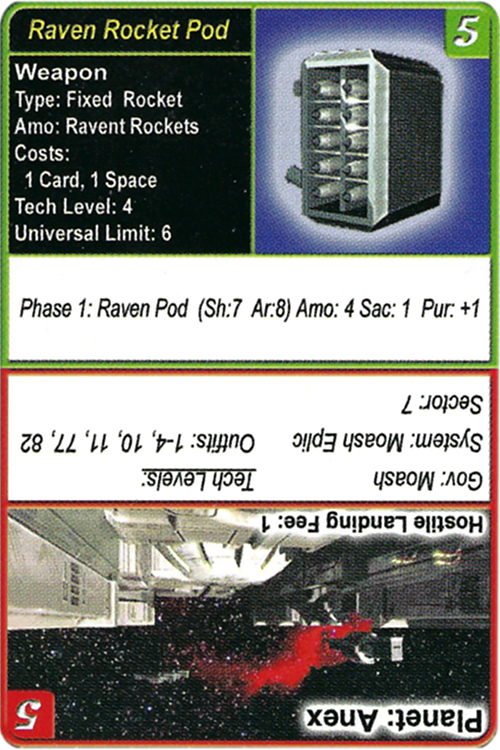 Raven Rocket Pod
5
Weapon
Type: Fixed Rocket
Amo: Ravent Rockets
Costs:
1 Card, 1 Space
Tech Level: 4
Universal Limit: 6
Phase 1: Raven Pod (Sh:7 Ar:8) Amo: 4 Sac: 1 Pur: +1
Planet: Anex
5
Hostile Landing Fee: 1
Gov: Moash Tech Levels:
System: Moash Eplic Outfits: 1-4, 10, 11, 77, 82
Sector: 7